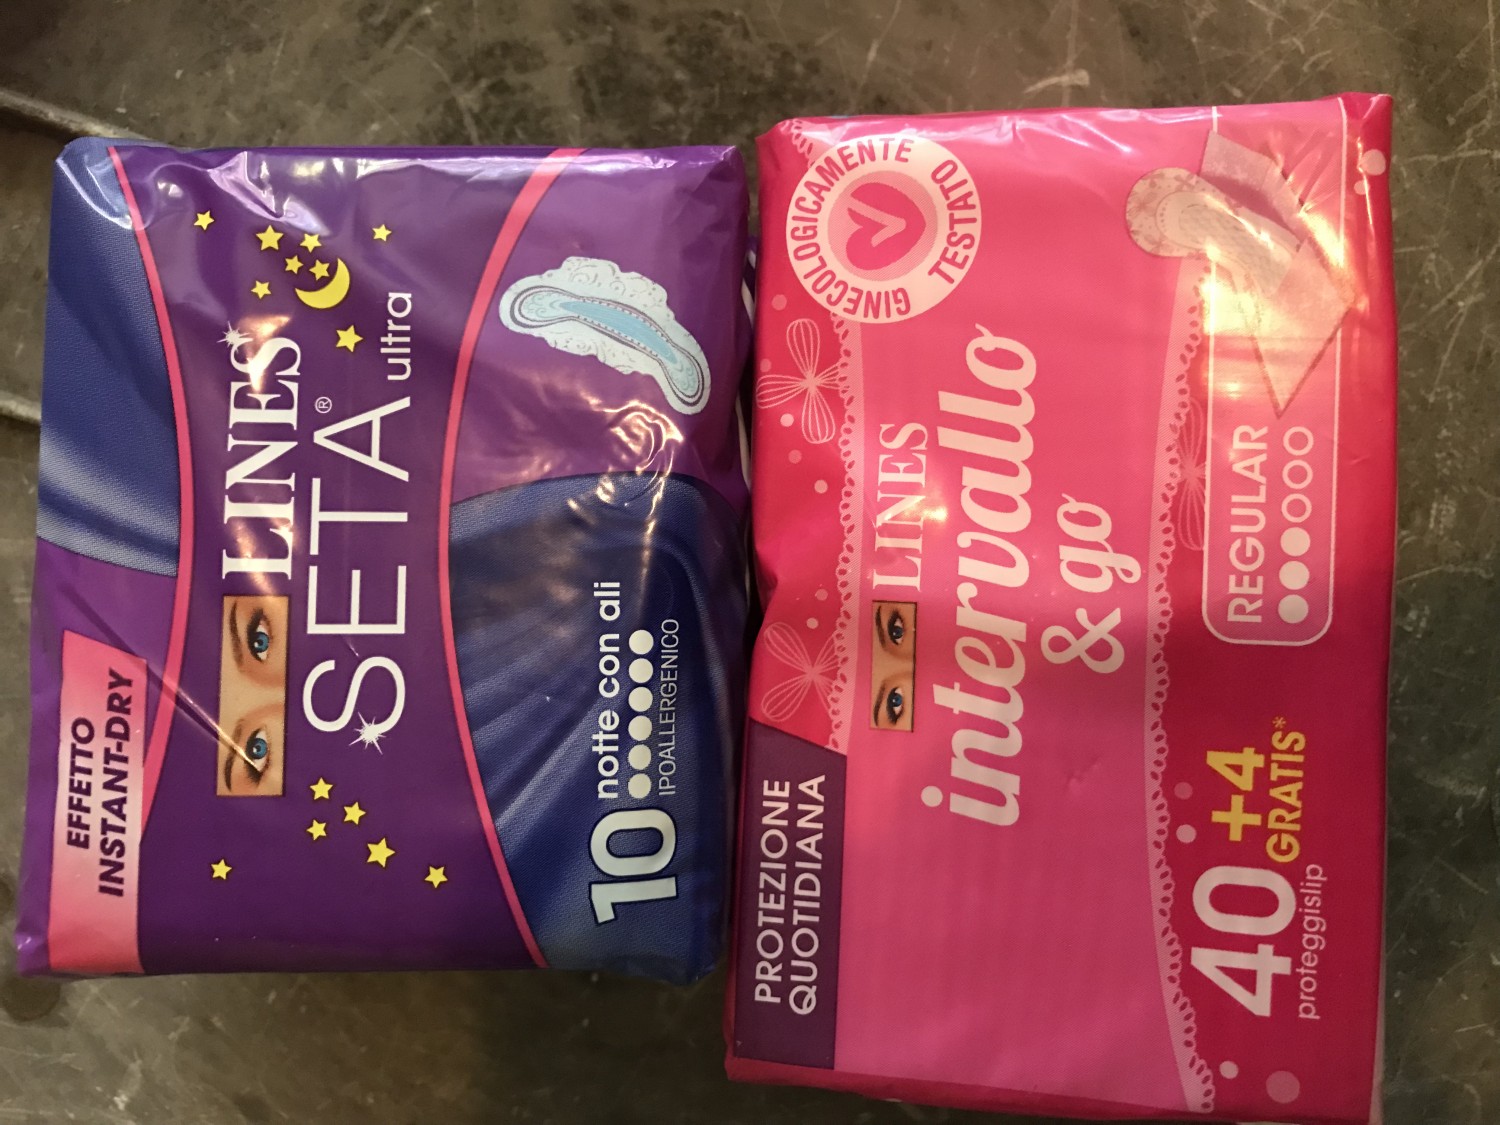 EFFETTO
INSTANT-DRY
LINES
SETA® ultra
10 notte con ali
IPOALLERGENICO
GINECOLOGICAMENTE TESTATO
PROTEZIONE
QUOTIDIANA
LINES
intervallo
& go
REGULAR
40 +4
GRATIS*
proteggislip